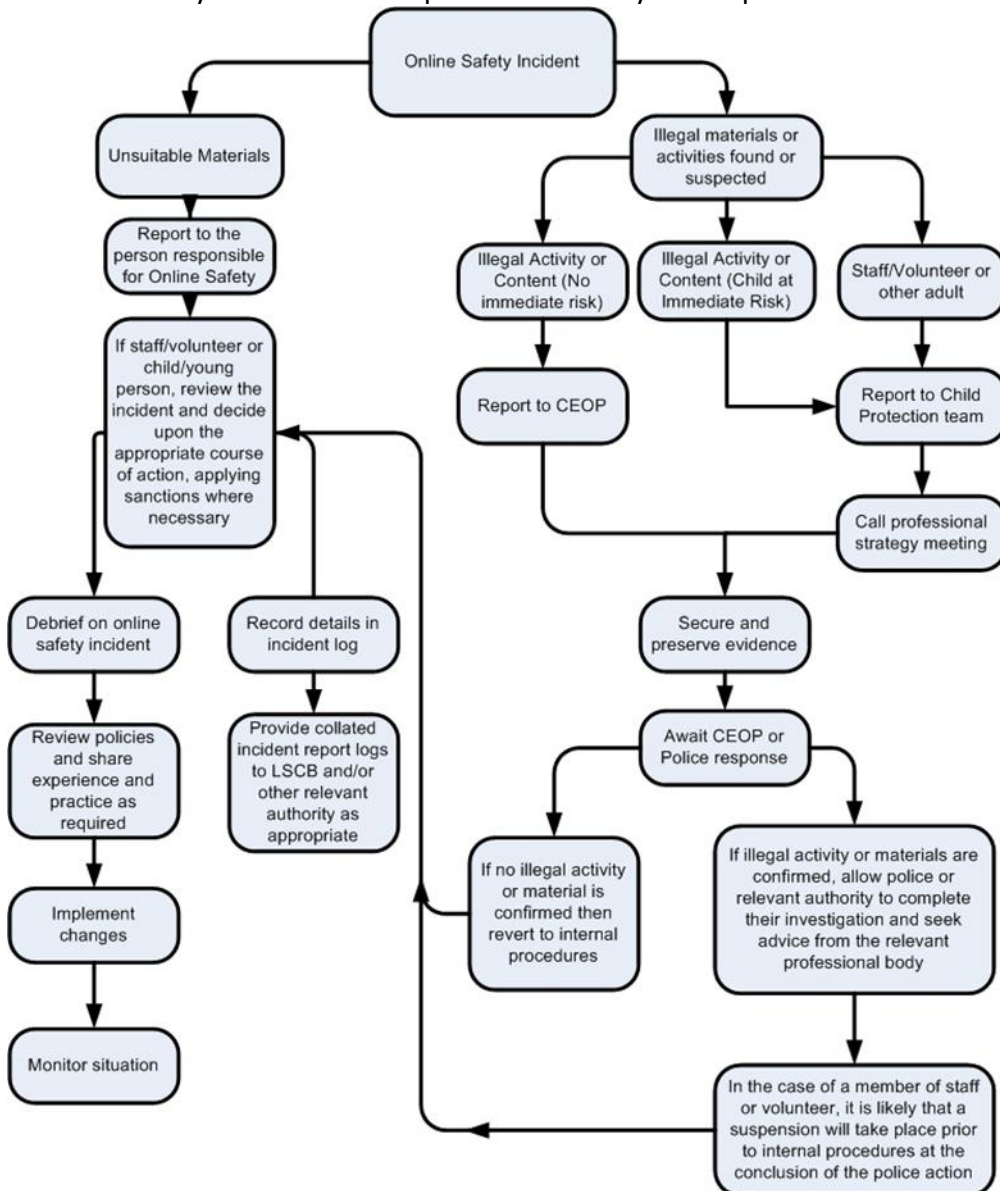 Online Safety Incident
Unsuitable Materials
Report to the
person responsible
for Online Safety
If staff/volunteer or
child/young
person, review the
incident and decide
upon the
appropriate course
of action, applying
sanctions where
necessary
Debrief on online
safety incident
Review policies
and share
experience and
practice as
required
Implement
changes
Monitor situation
Record details in
incident log
Provide collated
incident report logs
to LSCB and/or
other relevant
authority as
appropriate
Illegal materials or
activities found or
suspected
Illegal Activity or
Content (No
immediate risk)
Illegal Activity or
Content (Child at
Immediate Risk)
Staff/Volunteer or
other adult
Report to CEOP
Report to Child
Protection team
Call professional
strategy meeting
Secure and
preserve evidence
Await CEOP or
Police response
If no illegal activity
or material is
confirmed then
revert to internal
procedures
If illegal activity or materials are
confirmed, allow police or
relevant authority to complete
their investigation and seek
advice from the relevant
professional body
In the case of a member of staff
or volunteer, it is likely that a
suspension will take place prior
to internal procedures at the
conclusion of the police action